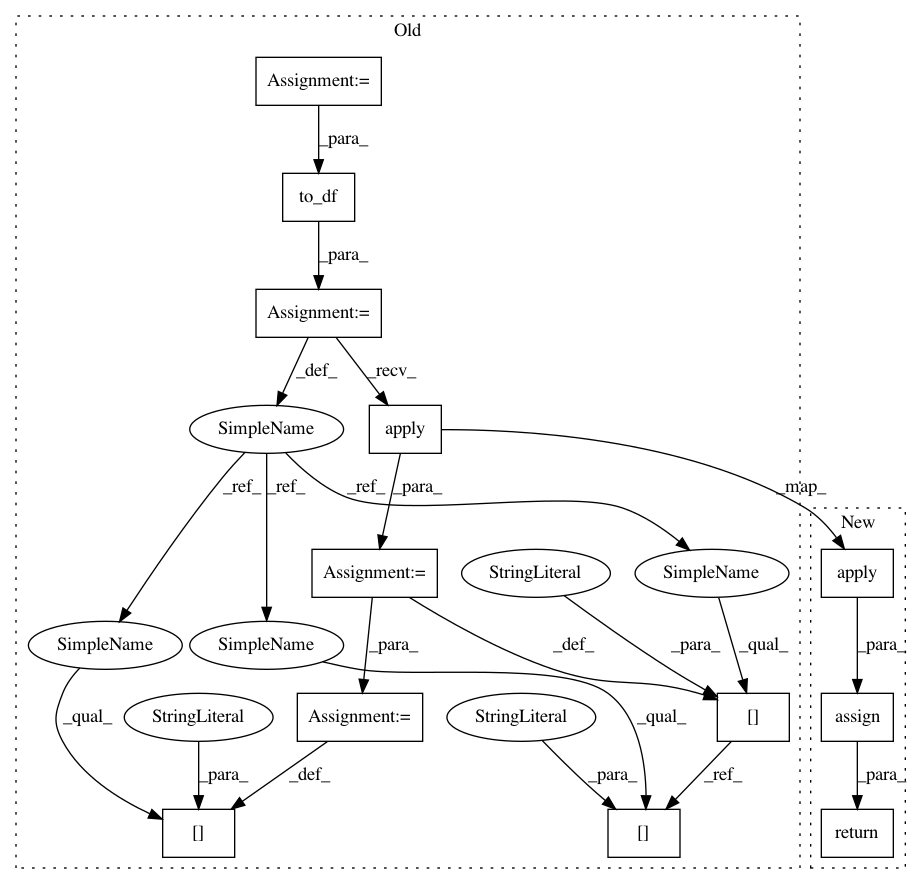 Old
Assignment:=
_para_
to_df
_para_
Assignment:=
_def_
_recv_
SimpleName
apply
_ref_
_ref_
_ref_
_para_
_map_
New
Assignment:=
StringLiteral
SimpleName
apply
SimpleName
SimpleName
_para_
_def_
_para_
_qual_
_para_
_qual_
StringLiteral
Assignment:=
StringLiteral
_qual_
[]
assign
_para_
_def_
_para_
_ref_
_para_
[]
[]
return